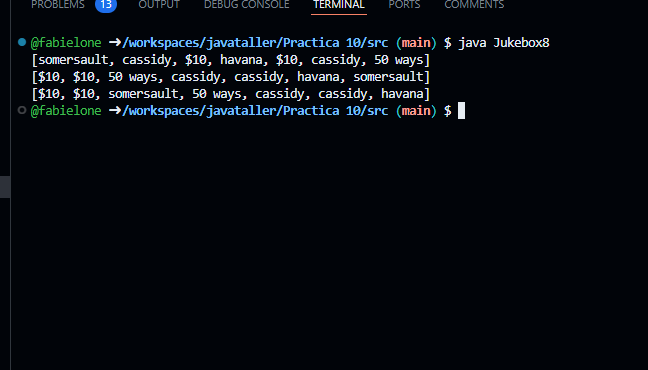 PROBLEMS 13 OUTPUT DEBUG CONSOLE TERMINAL PORTS COMMENTS
@fabielone ➜/workspaces/javataller/Practica 10/src (main) $ java Jukebox8
[somersault, cassidy, $10, havana, $10, cassidy, 50 ways]
[$10, $10, 50 ways, cassidy, cassidy, havana, somersault]
[$10, $10, somersault, 50 ways, cassidy, cassidy, havana]
@fabielone ➜/workspaces/javataller/Practica 10/src (main) $